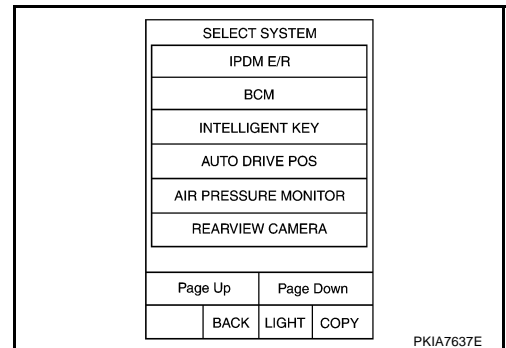 SELECT SYSTEM
IPDM E/R
BCM
INTELLIGENT KEY
AUTO DRIVE POS
AIR PRESSURE MONITOR
REARVIEW CAMERA
Page Up Page Down
BACK LIGHT COPY
PKIA7637E